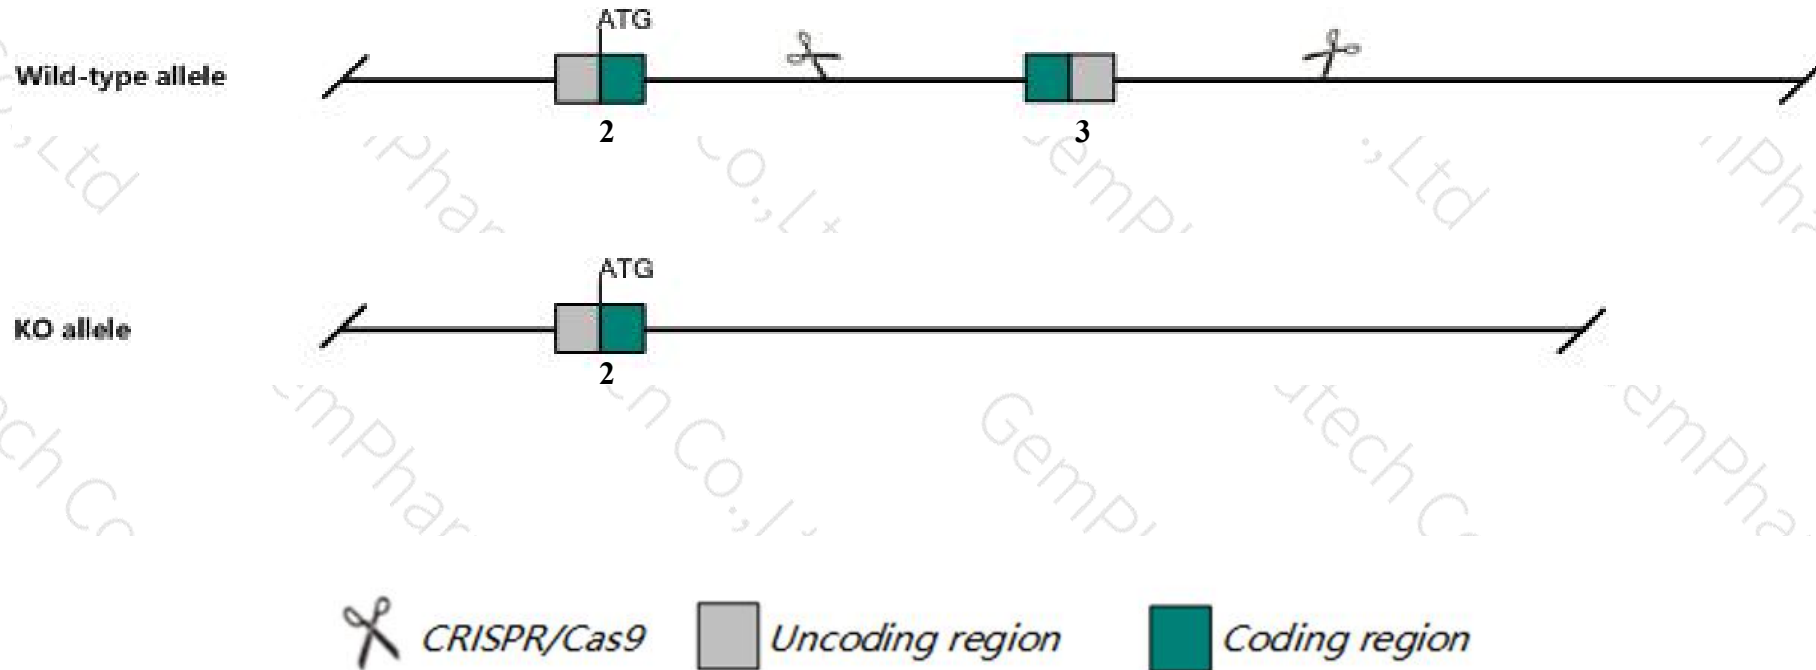 ATG
Wild-type allele
2 3
ATG
KO allele
2
CRISPR/Cas9 Uncoding region Coding region